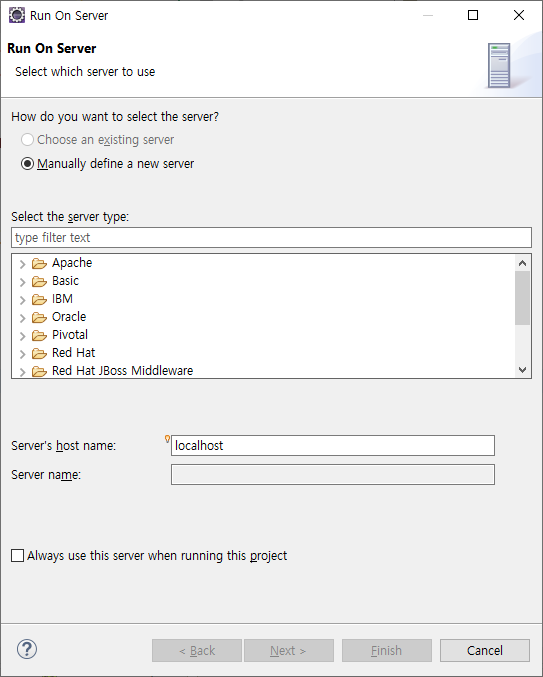 Run On Server
Run On Server
Select which server to use
How do you want to select the server?
Choose an existing server
Manually define a new server
Select the server type:
type filter text
Apache
Basic
IBM
Oracle
Pivotal
Red Hat
Red Hat JBoss Middleware
Server's host name:
localhost
Server name:
Always use this server when running this project
?
< Back
Next >
Finish
Cancel